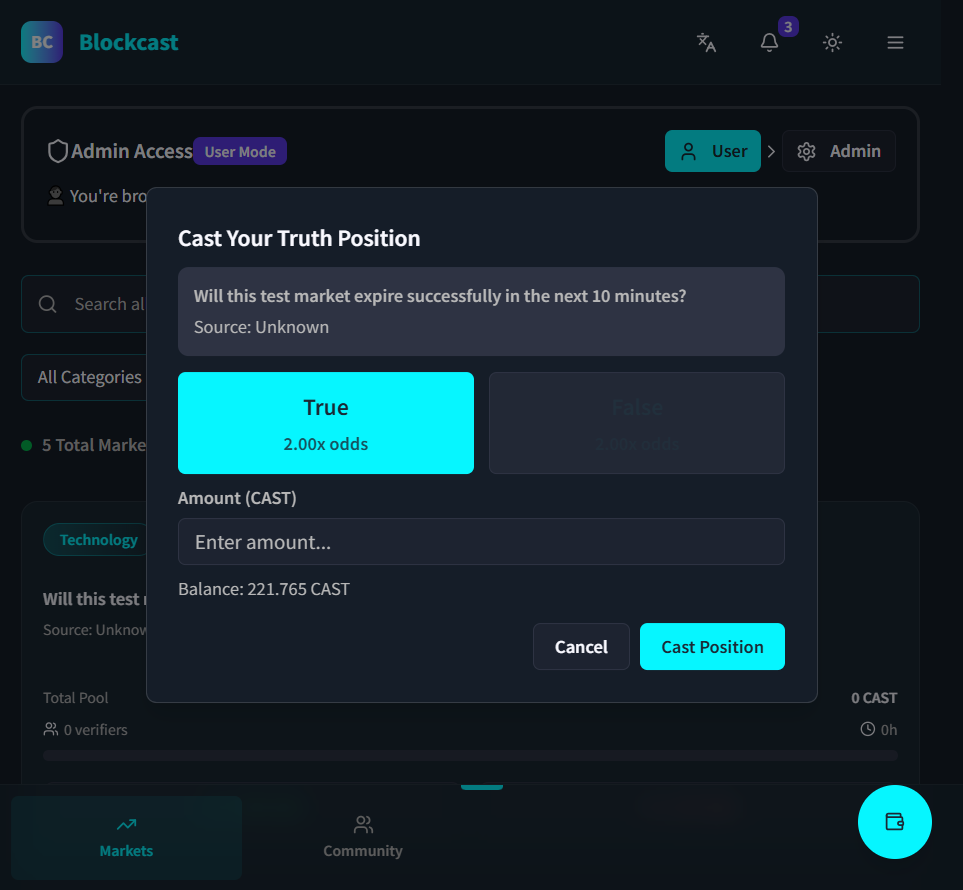 BC
Blockcast
3
Admin Access
User Mode
User
Admin
You're bro
Search al
All Categories
5 Total Marke
Technology
Will this test
Source: Unknow
Total Pool
0 CAST
0 verifiers
0h
Cast Your Truth Position
Will this test market expire successfully in the next 10 minutes?
Source: Unknown
True
False
2.00x odds
Amount (CAST)
Enter amount...
Balance: 221.765 CAST
Cancel
Cast Position
Markets
Community